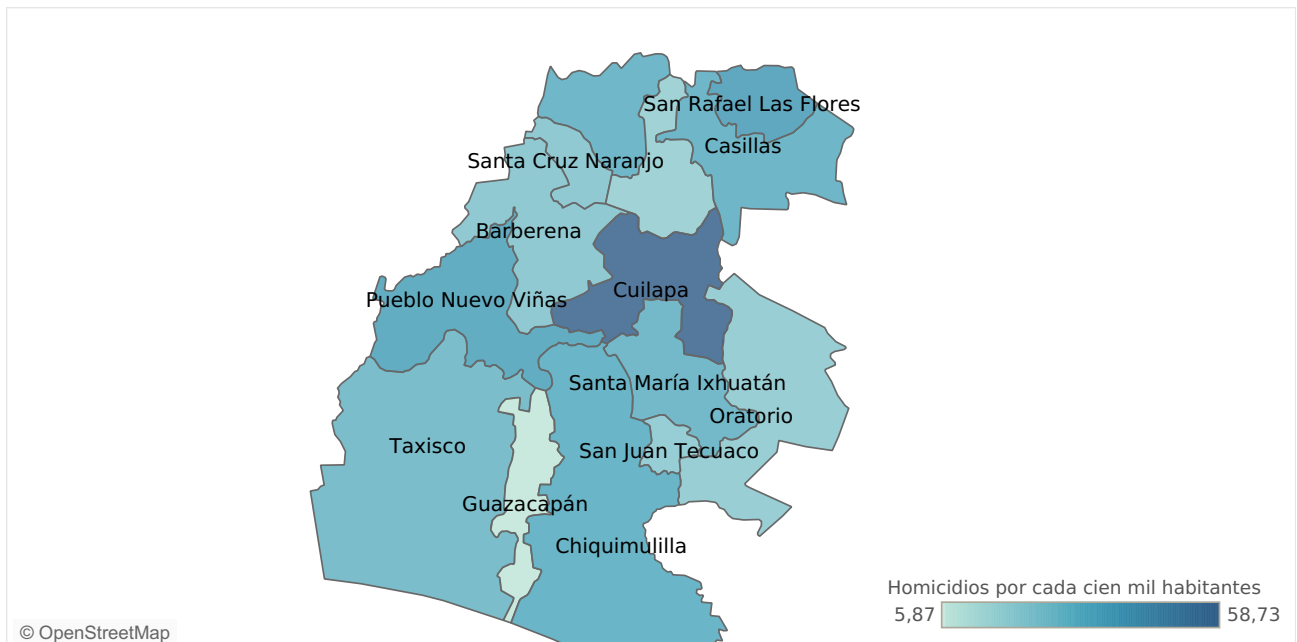 San Rafael Las Flores
Casillas
Santa Cruz Naranjo
Barberena
Cuilapa
Pueblo Nuevo Viñas
Santa María Ixhuatán
Oratorio
Taxisco
San Juan Tecuaco
Guazacapán
Chiquimulilla
Homicidios por cada cien mil habitantes
5,87 58,73
© OpenStreetMap